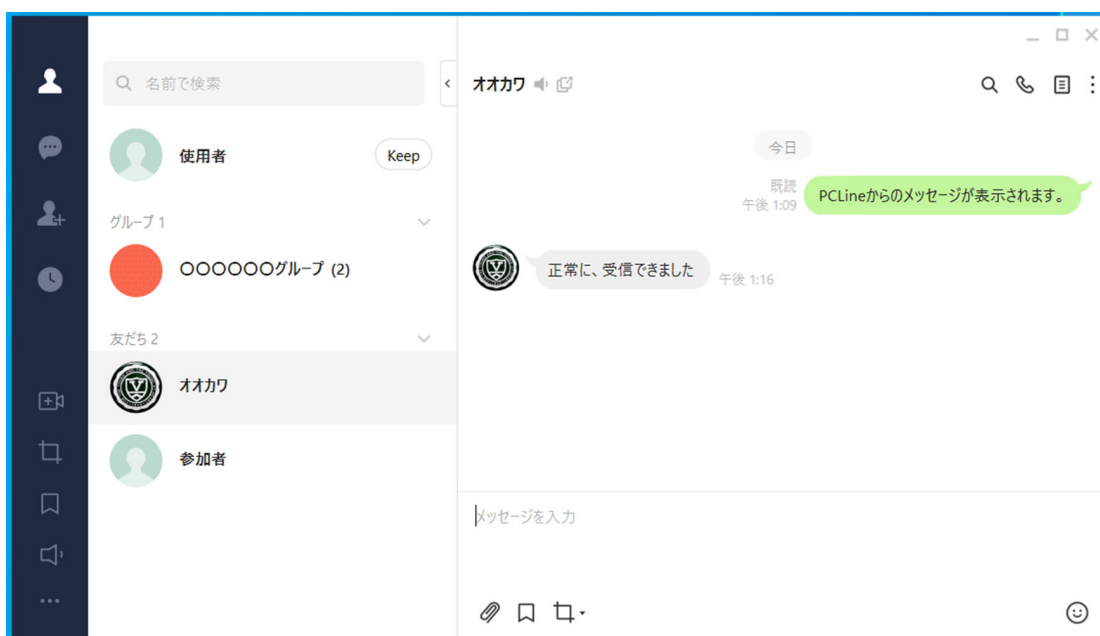 名前で検索
使用者
Keep
グループ 1
〇〇〇〇〇〇グループ (2)
友だち 2
オオカワ
参加者
オオカワ
今日
既読
午後 1:09
PCLineからのメッセージが表示されます。
正常に、受信できました
午後 1:16
メッセージを入力